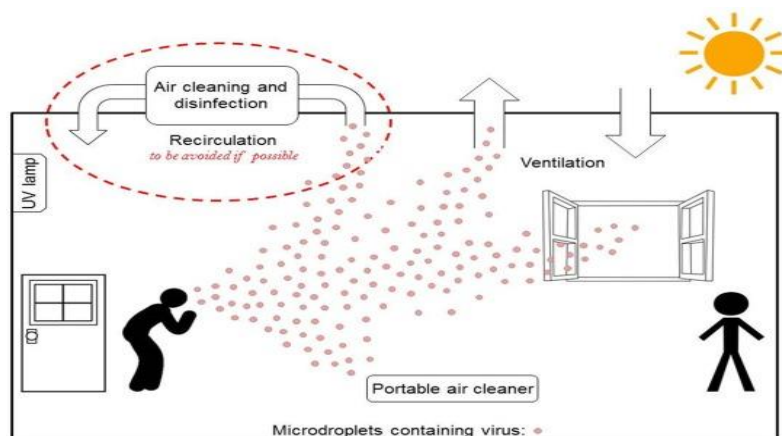 Air cleaning and
disinfection
Recirculation
to be avoided if possible
Ventilation
UV lamp
Portable air cleaner
Microdroplets containing virus: